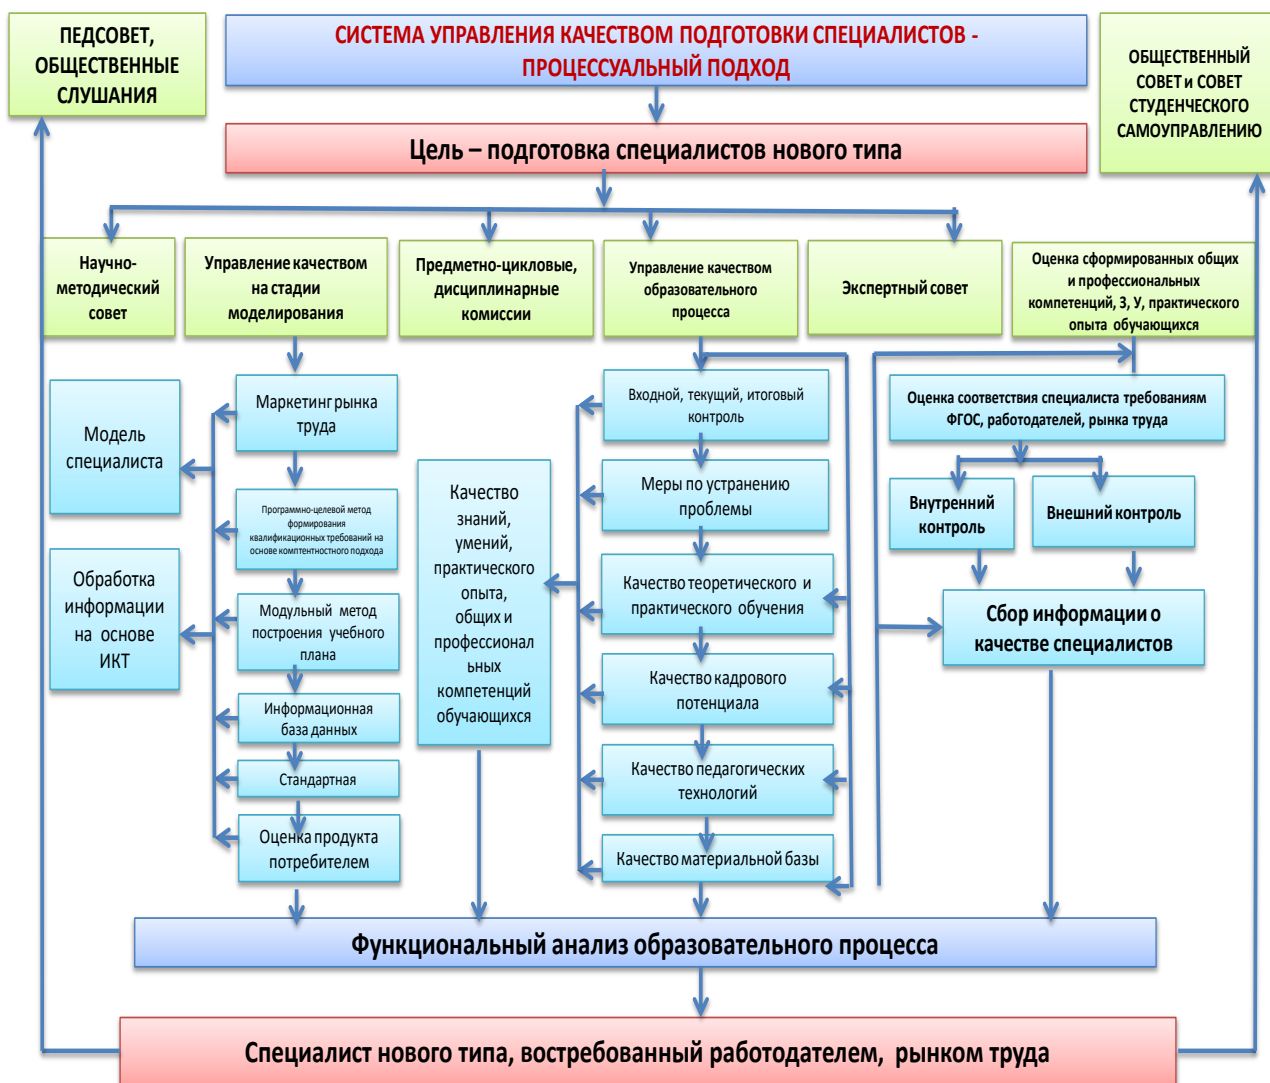 ПЕДСОВЕТ,
ОБЩЕСТВЕННЫЕ
СЛУШАНИЯ
СИСТЕМА УПРАВЛЕНИЯ КАЧЕСТВОМ ПОДГОТОВКИ СПЕЦИАЛИСТОВ -
ПРОЦЕССУАЛЬНЫЙ ПОДХОД
ОБЩЕСТВЕННЫЙ
СОВЕТ и СОВЕТ
СТУДЕНЧЕСКОГО
САМОУПРАВЛЕНИЮ
Цель – подготовка специалистов нового типа
Научно-
методический
совет
Управление качеством
на стадии
моделирования
Предметно-цикловые,
дисциплинарные
комиссии
Управление качеством
образовательного
процесса
Экспертный совет
Оценка сформированных общих
и профессиональных
компетенций, З, У, практического
опыта обучающихся
Модель
специалиста
Обработка
информации
на основе
ИКТ
Маркетинг рынка
труда
Программно-целевой метод
формирования
квалификационных требований на
основе комптентностного подхода
Модульный метод
построения учебного
плана
Информационная
база данных
Стандартная
Оценка продукта
потребителем
Качество
знаний,
умений,
практического
опыта,
общих и
профессионал
ьных
компетенций
обучающихся
Входной, текущий, итоговый
контроль
Меры по устранению
проблемы
Качество теоретического и
практического обучения
Качество кадрового
потенциала
Качество педагогических
технологий
Качество материальной базы
Оценка соответствия специалиста требованиям
ФГОС, работодателей, рынка труда
Внутренний
контроль
Внешний контроль
Сбор информации о
качестве специалистов
Функциональный анализ образовательного процесса
Специалист нового типа, востребованный работодателем, рынком труда